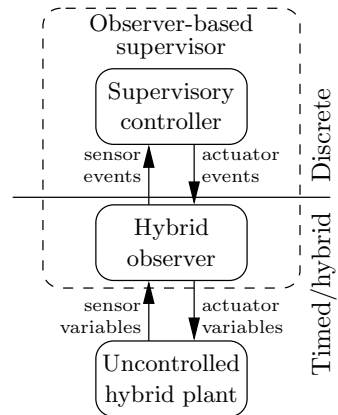 Observer-based
supervisor
Supervisory
controller
sensor
events
actuator
events
Discrete
Hybrid
observer
Timed/hybrid
sensor
variables
actuator
variables
Uncontrolled
hybrid plant